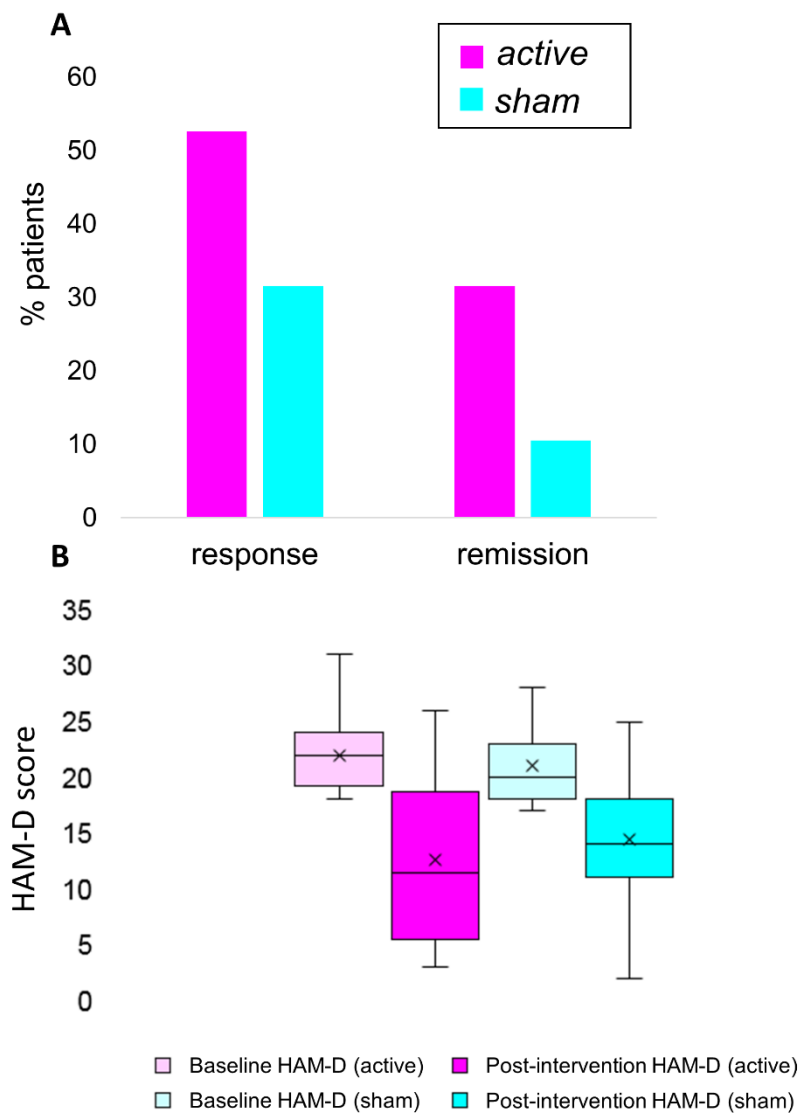 A
active
sham
60
50
40
30
20
10
0
% patients
response remission
B
35
30
25
20
15
10
5
0
HAM-D score
Baseline HAM-D (active) Post-intervention HAM-D (active)
Baseline HAM-D (sham) Post-intervention HAM-D (sham)